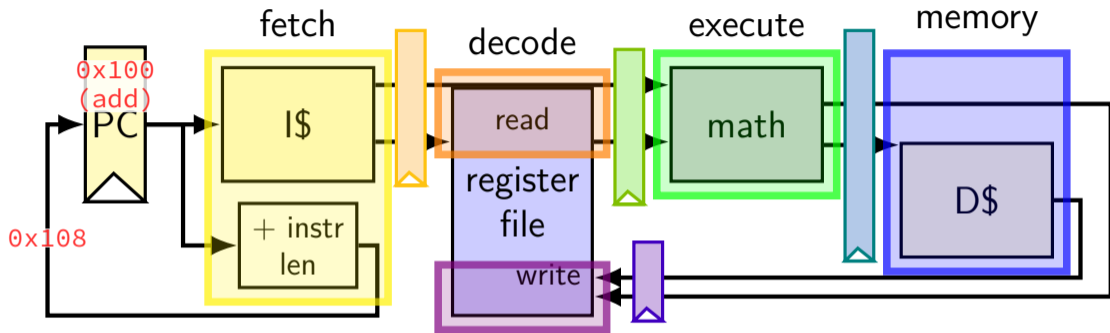 fetch
decode
execute
memory
0x100
(add)
PC
I$
read
math
register
file
D$
0x108
+ instr
len
write